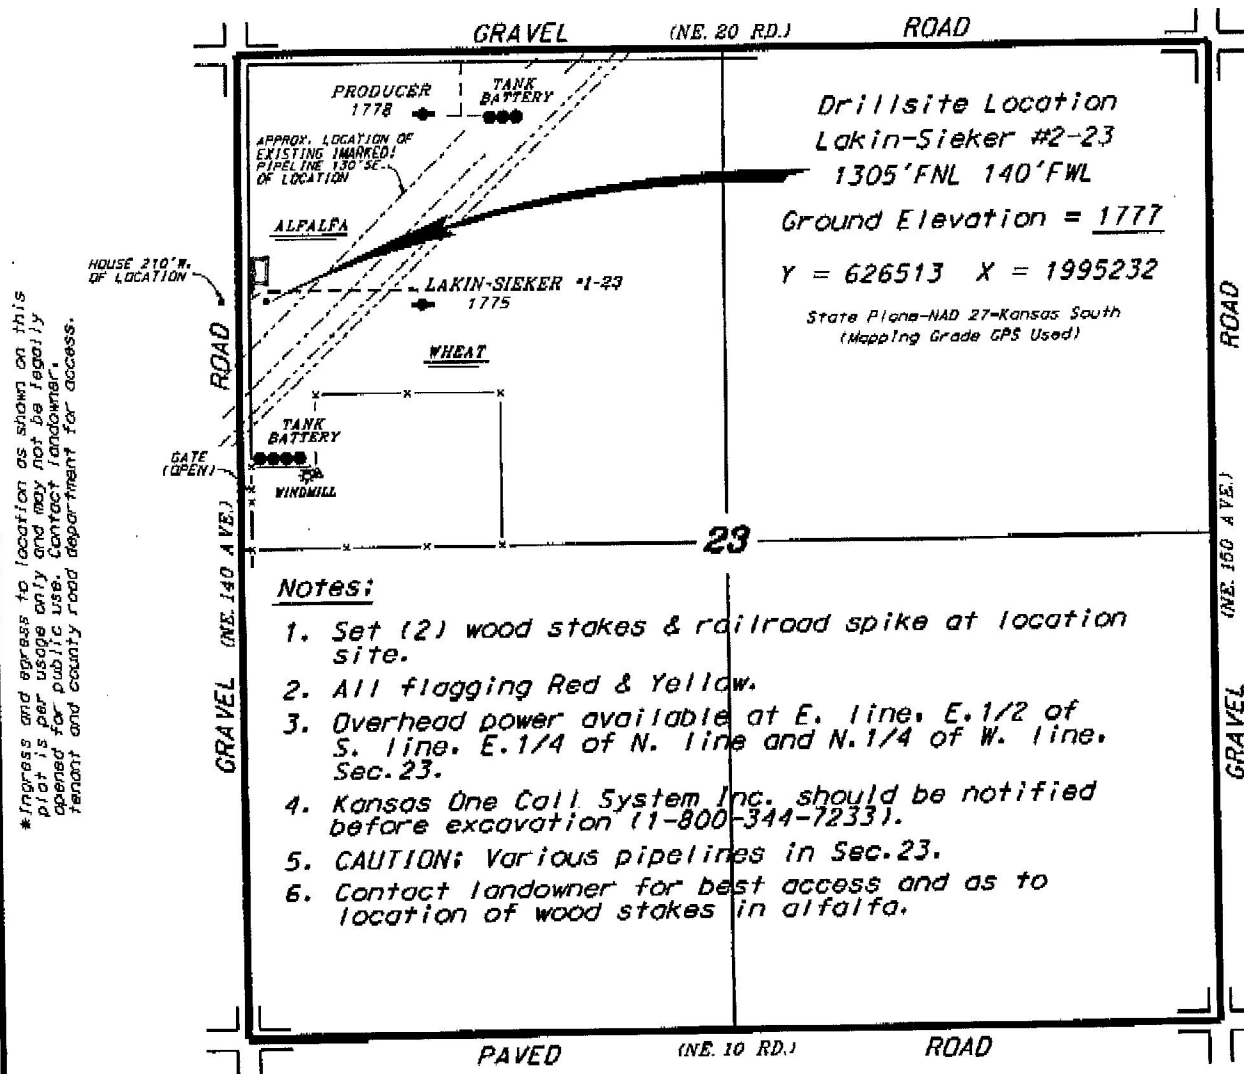 GRAVEL (NE. 20 RD.) ROAD
PRODUCER
1778
TANK
BATTERY
APPROX. LOCATION OF
EXISTING (MARKED)
PIPELINE 130'SE.
OF LOCATION
ALFALFA
HOUSE 210'W.
OF LOCATION
LAKIN-SIEKER #1-23
1775
WHEAT
TANK
BATTERY
GATE
(OPEN)
WINDMILL
Drillsite Location
Lakin-Sieker #2-23
1305'FNL 140'FWL
Ground Elevation = 1777
Y = 626513 X = 1995232
State Plane-NAD 27-Kansas South
(Mapping Grade GPS Used)
23
GRAVEL (NE. 140 AVE.) ROAD
GRAVEL (NE. 150 AVE.) ROAD
*Ingress and egress to location as shown on this
plat is per usage only and may not be legally
opened for public use. Contact landowner,
tenant and county road department for access.
Notes:
1. Set (2) wood stakes & railroad spike at location
site.
2. All flagging Red & Yellow.
3. Overhead power available at E. line, E.1/2 of
S. line, E.1/4 of N. line and N.1/4 of W. line,
Sec.23.
4. Kansas One Call System Inc. should be notified
before excavation (1-800-344-7233).
5. CAUTION: Various pipelines in Sec.23.
6. Contact landowner for best access and as to
location of wood stakes in alfalfa.
PAVED (NE. 10 RD.) ROAD